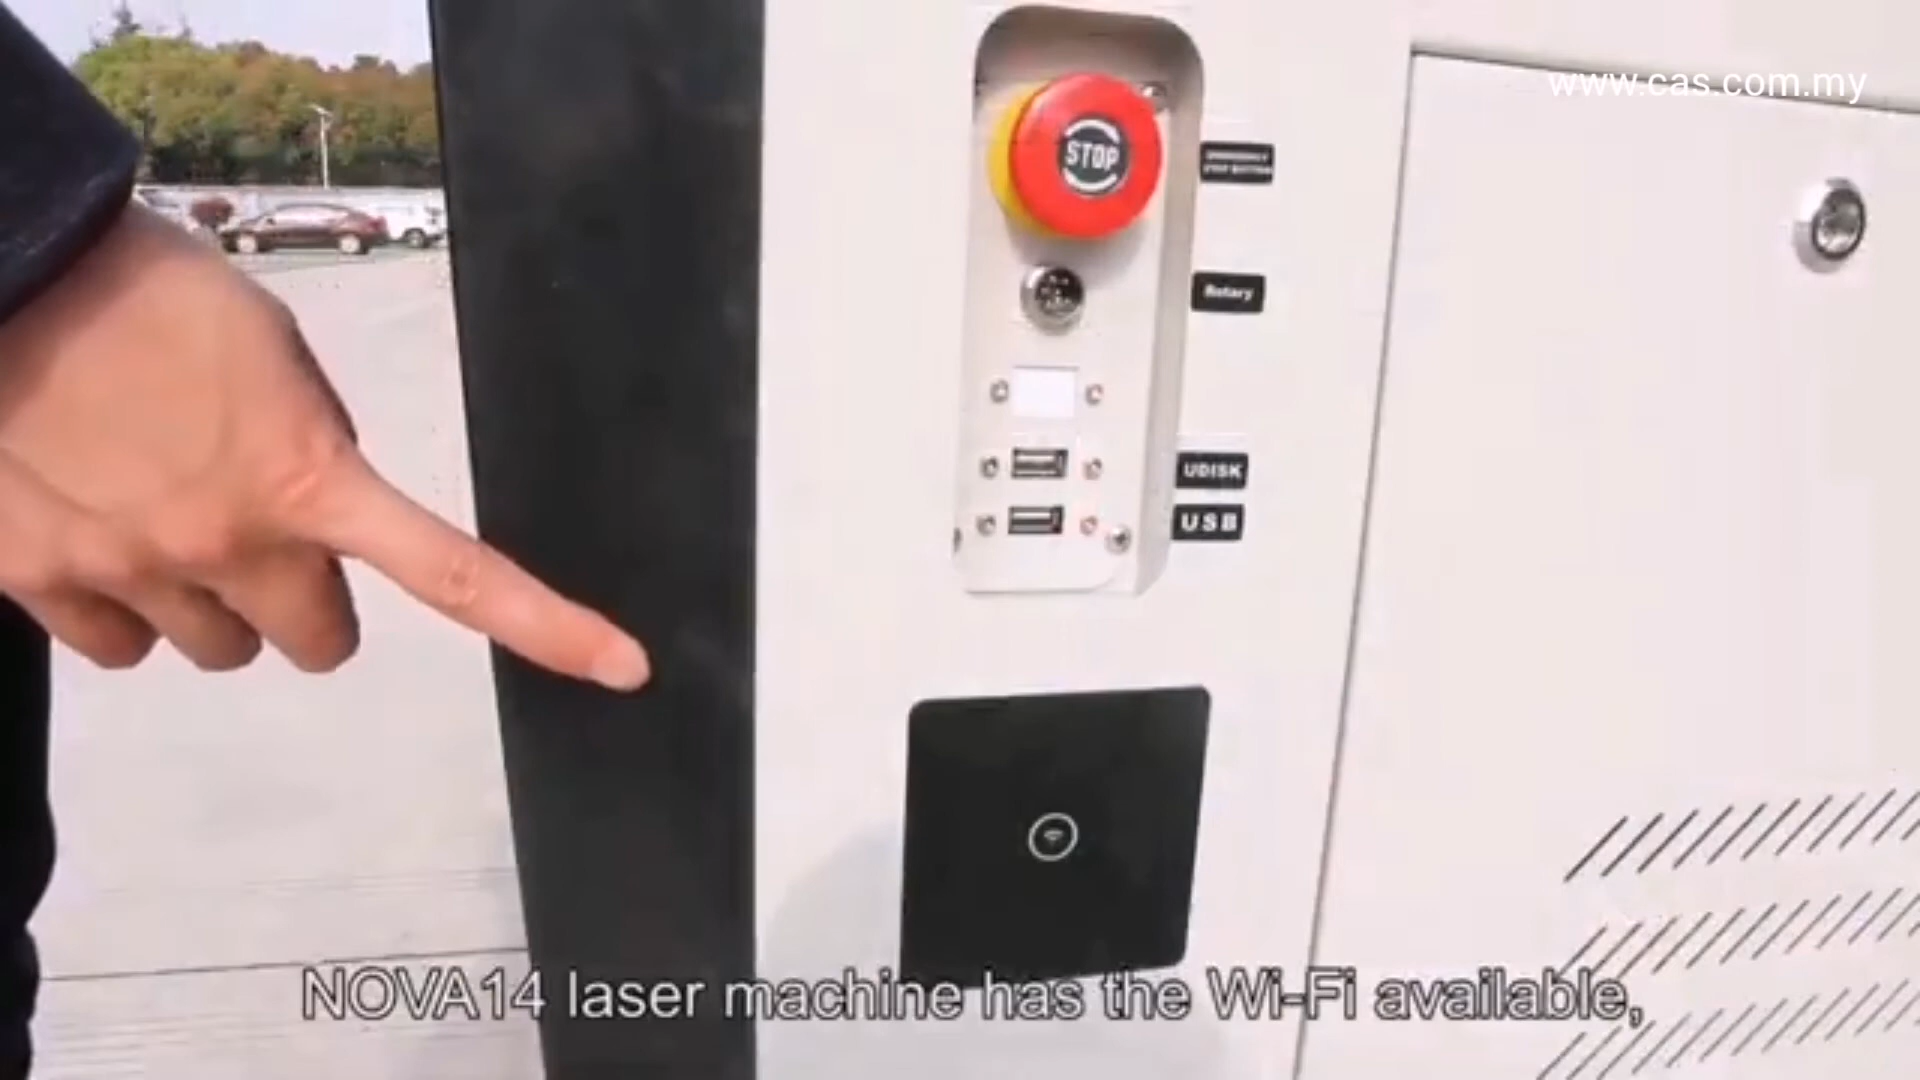 www.cas.com.my
STOP
Rotary
UDISK
USB
NOVA14 laser machine has the Wi-Fi available,